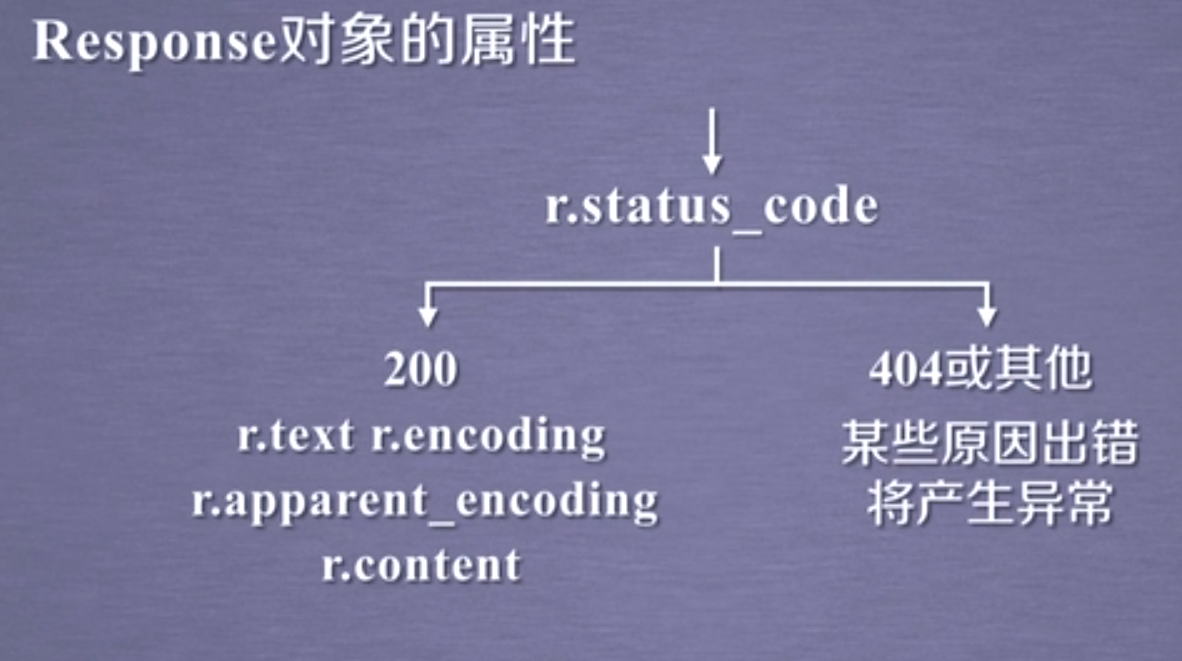 Response对象的属性
r.status_code
200
r.text r.encoding
r.apparent_encoding
r.content
404或其他
某些原因出错
将产生异常